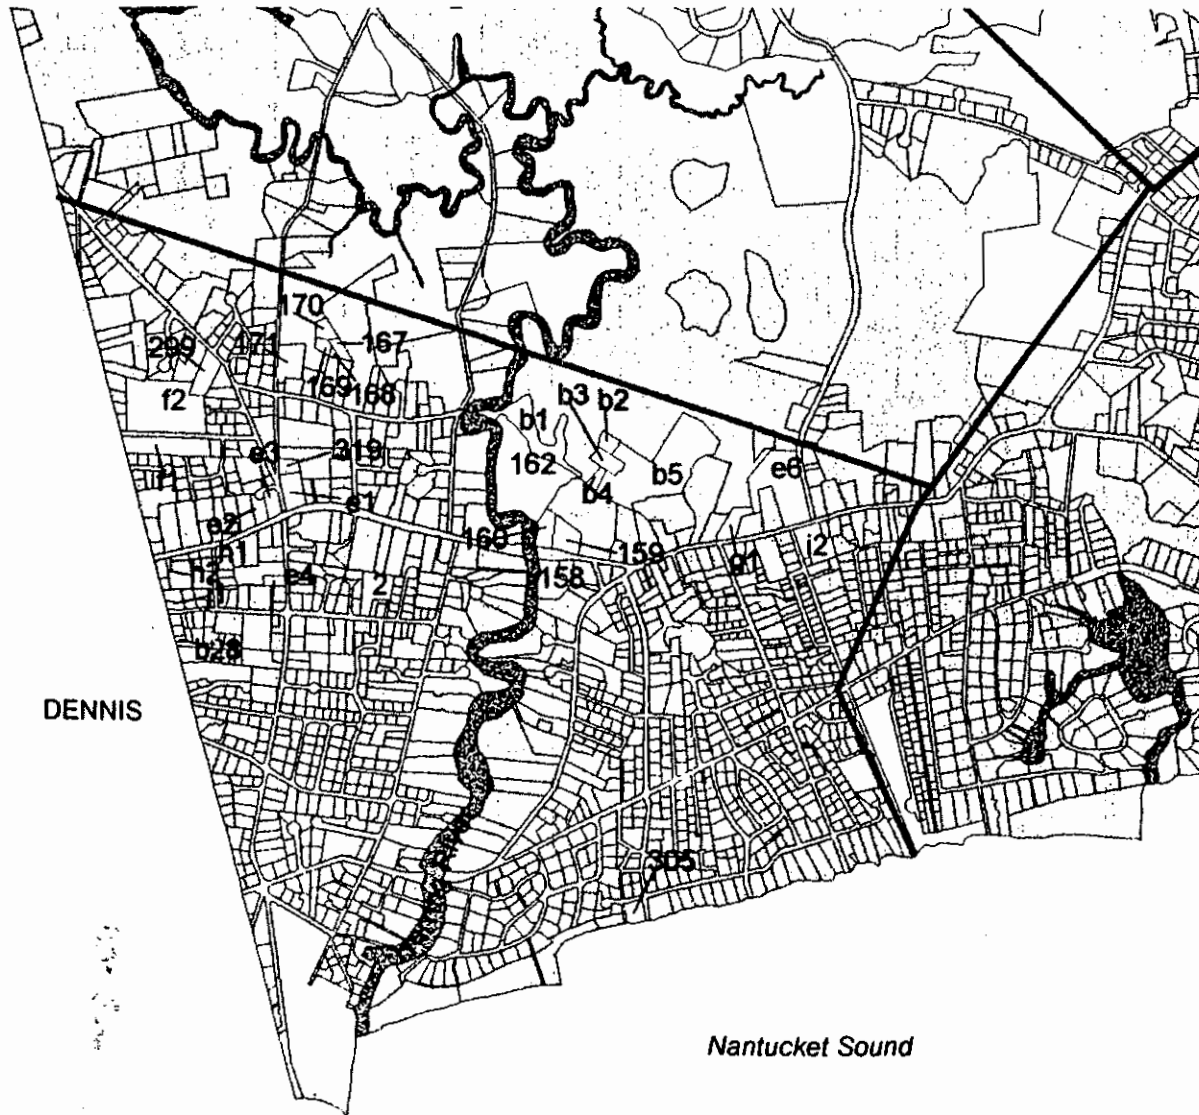 170
299
171
167
169
168
f2
b3
b2
b1
e3
319
162
b5
e6
b4
e1
e2
160
h1
159
g1
i2
h2
e4
2
158
b28
DENNIS
305
Nantucket Sound